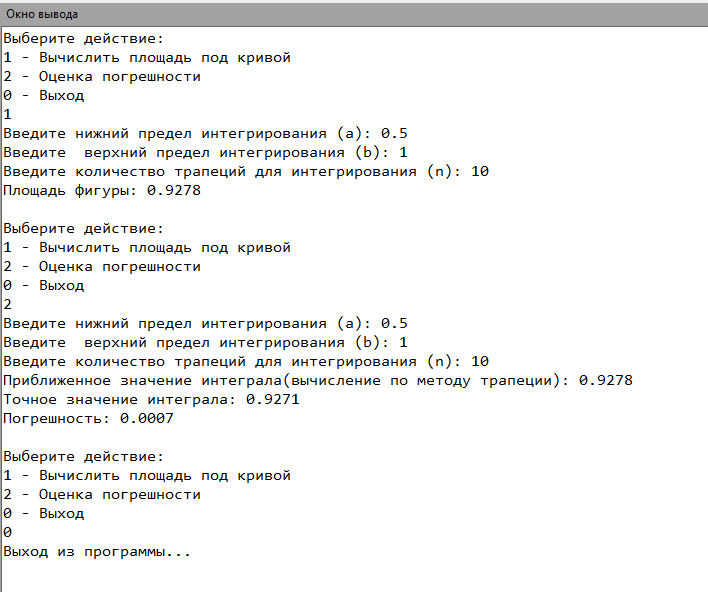 Окно вывода
Выберите действие:
1 - Вычислить площадь под кривой
2 - Оценка погрешности
0 - Выход
1
Введите нижний предел интегрирования (a): 0.5
Введите  верхний предел интегрирования (b): 1
Введите количество трапеций для интегрирования (n): 10
Площадь фигуры: 0.9278
Выберите действие:
1 - Вычислить площадь под кривой
2 - Оценка погрешности
0 - Выход
2
Введите нижний предел интегрирования (a): 0.5
Введите  верхний предел интегрирования (b): 1
Введите количество трапеций для интегрирования (n): 10
Приближенное значение интеграла(вычисление по методу трапеции): 0.9278
Точное значение интеграла: 0.9271
Погрешность: 0.0007
Выберите действие:
1 - Вычислить площадь под кривой
2 - Оценка погрешности
0 - Выход
0
Выход из программы...